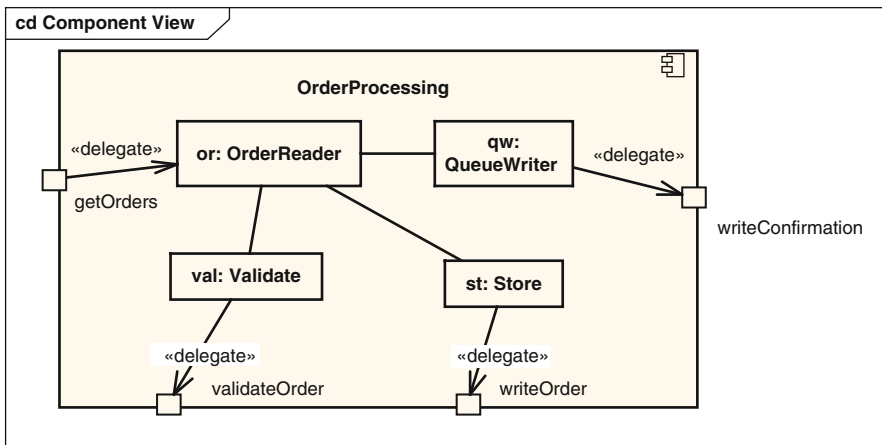 cd Component View
OrderProcessing
«delegate»
or: OrderReader
qw:
QueueWriter
«delegate»
getOrders
writeConfirmation
val: Validate
st: Store
«delegate»
«delegate»
validateOrder
writeOrder